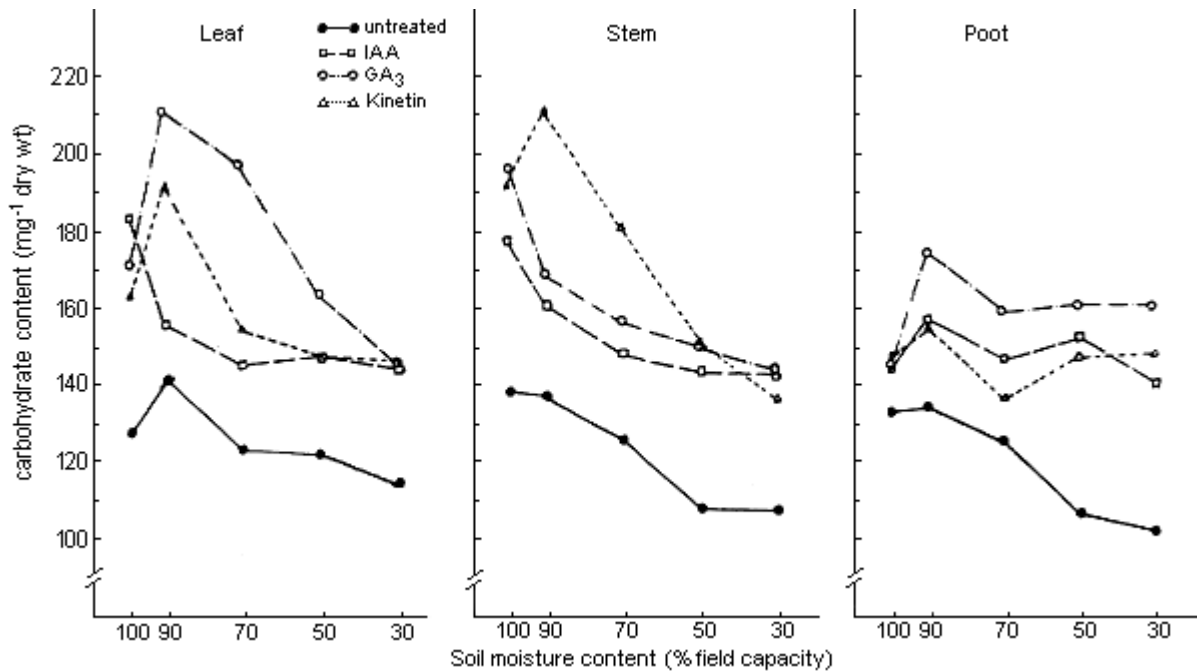 Leaf
untreated
IAA
GA3
Kinetin
Stem
Poot
carbohydrate content (mg-1 dry wt)
220
200
180
160
140
120
100
100 90 70 50 30
100 90 70 50 30
100 90 70 50 30
Soil moisture content (% field capacity)